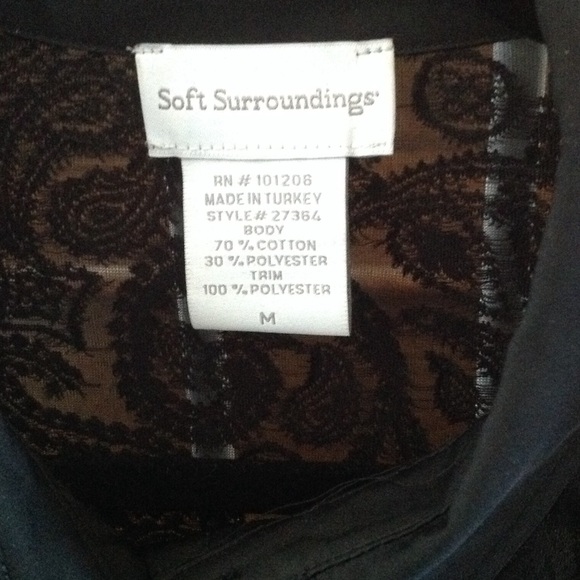 Soft Surroundings
RN # 101206
MADE IN TURKEY
STYLE# 27364
BODY
70 % COTTON
30 % POLYESTER
TRIM
100 % POLYESTER
M